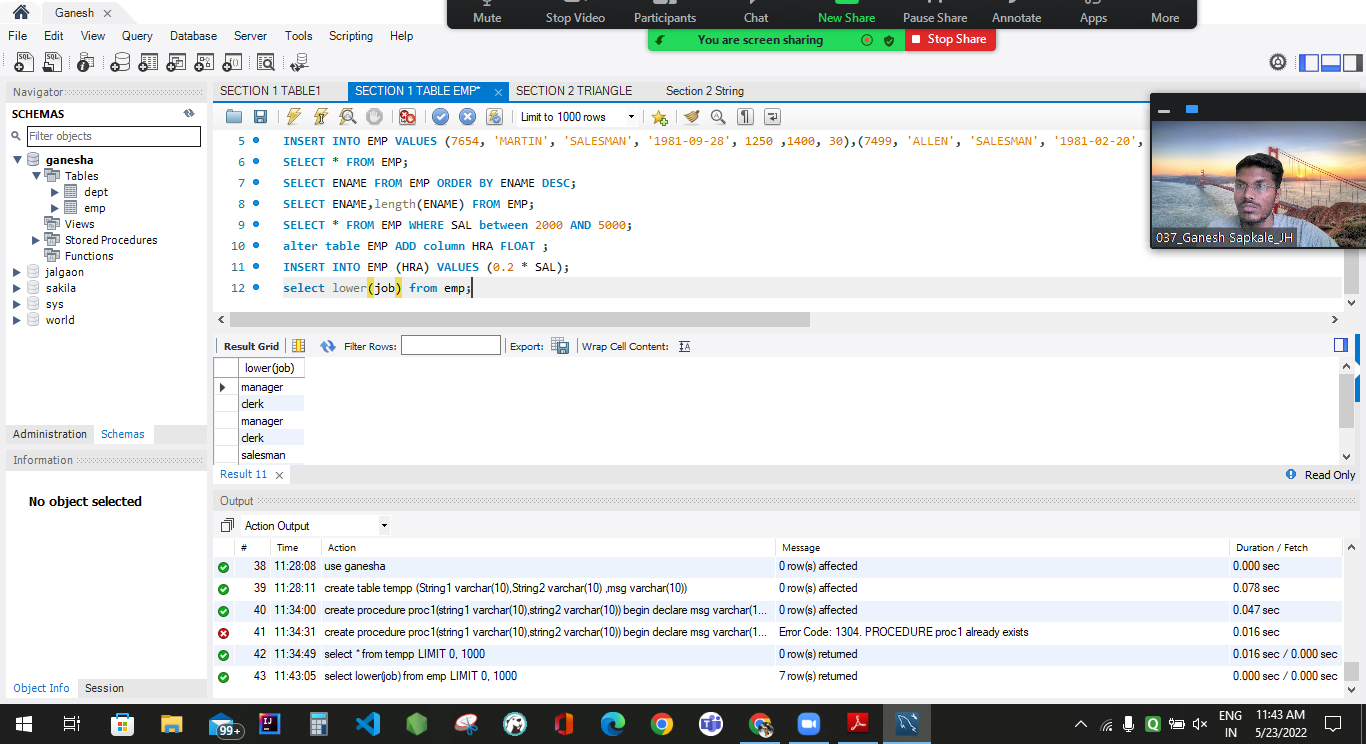 Ganesh
Mute
Stop Video
Participants
Chat
New Share
Pause Share
Annotate
Apps
More
You are screen sharing
Stop Share
File Edit View Query Database Server Tools Scripting Help
Navigator
SCHEMAS
Filter objects
ganesha
Tables
dept
emp
Views
Stored Procedures
Functions
jalgaon
sakila
sys
world
Administration Schemas
Information
No object selected
Object Info Session
SECTION 1 TABLE1
SECTION 1 TABLE EMP*
SECTION 2 TRIANGLE
Section 2 String
Limit to 1000 rows
5 INSERT INTO EMP VALUES (7654, 'MARTIN', 'SALESMAN', '1981-09-28', 1250 ,1400, 30),(7499, 'ALLEN', 'SALESMAN', '1981-02-20',
6 SELECT * FROM EMP;
7 SELECT ENAME FROM EMP ORDER BY ENAME DESC;
8 SELECT ENAME,length(ENAME) FROM EMP;
9 SELECT * FROM EMP WHERE SAL between 2000 AND 5000;
10 alter table EMP ADD column HRA FLOAT ;
11 INSERT INTO EMP (HRA) VALUES (0.2 * SAL);
12 select lower(job) from emp;
037_Ganesh Sapkale_JH
Result Grid Filter Rows: Export: Wrap Cell Content:
lower(job)
manager
clerk
manager
clerk
salesman
Result 11
Read Only
Output
Action Output
# Time Action Message Duration / Fetch
38 11:28:08 use ganesha 0 row(s) affected 0.000 sec
39 11:28:11 create table tempp (String1 varchar(10),String2 varchar(10) ,msg varchar(10)) 0 row(s) affected 0.078 sec
40 11:34:00 create procedure proc1(string1 varchar(10),string2 varchar(10)) begin declare msg varchar(1... 0 row(s) affected 0.047 sec
41 11:34:31 create procedure proc1(string1 varchar(10),string2 varchar(10)) begin declare msg varchar(1... Error Code: 1304. PROCEDURE proc1 already exists 0.016 sec
42 11:34:49 select * from tempp LIMIT 0, 1000 0 row(s) returned 0.016 sec / 0.000 sec
43 11:43:05 select lower(job) from emp LIMIT 0, 1000 7 row(s) returned 0.000 sec / 0.000 sec
99+
ENG
IN
11:43 AM
5/23/2022